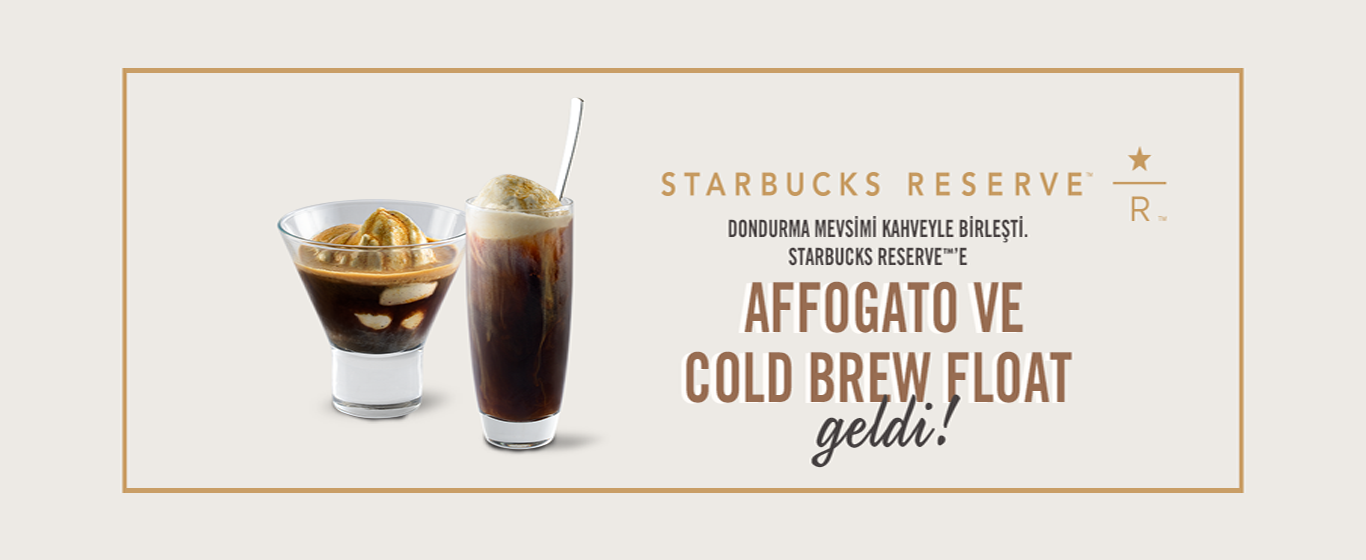 STARBUCKS RESERVE™
R™
DONDURMA MEVSİMİ KAHVEYLE BİRLEŞTİ.
STARBUCKS RESERVE™'E
AFFOGATO VE
COLD BREW FLOAT
geldi!